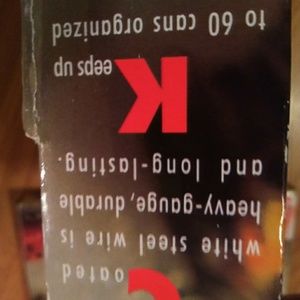 Coated
white steel wire is
heavy-gauge, durable
and long-lasting.
Keeps up
to 60 cans organized